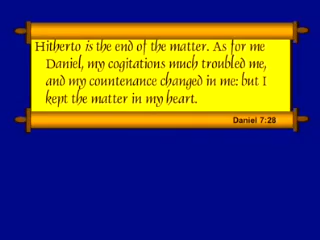 Hitherto is the end of the matter. As for me
Daniel, my cogitations much troubled me,
and my countenance changed in me: but I
kept the matter in my heart.
Daniel 7:28